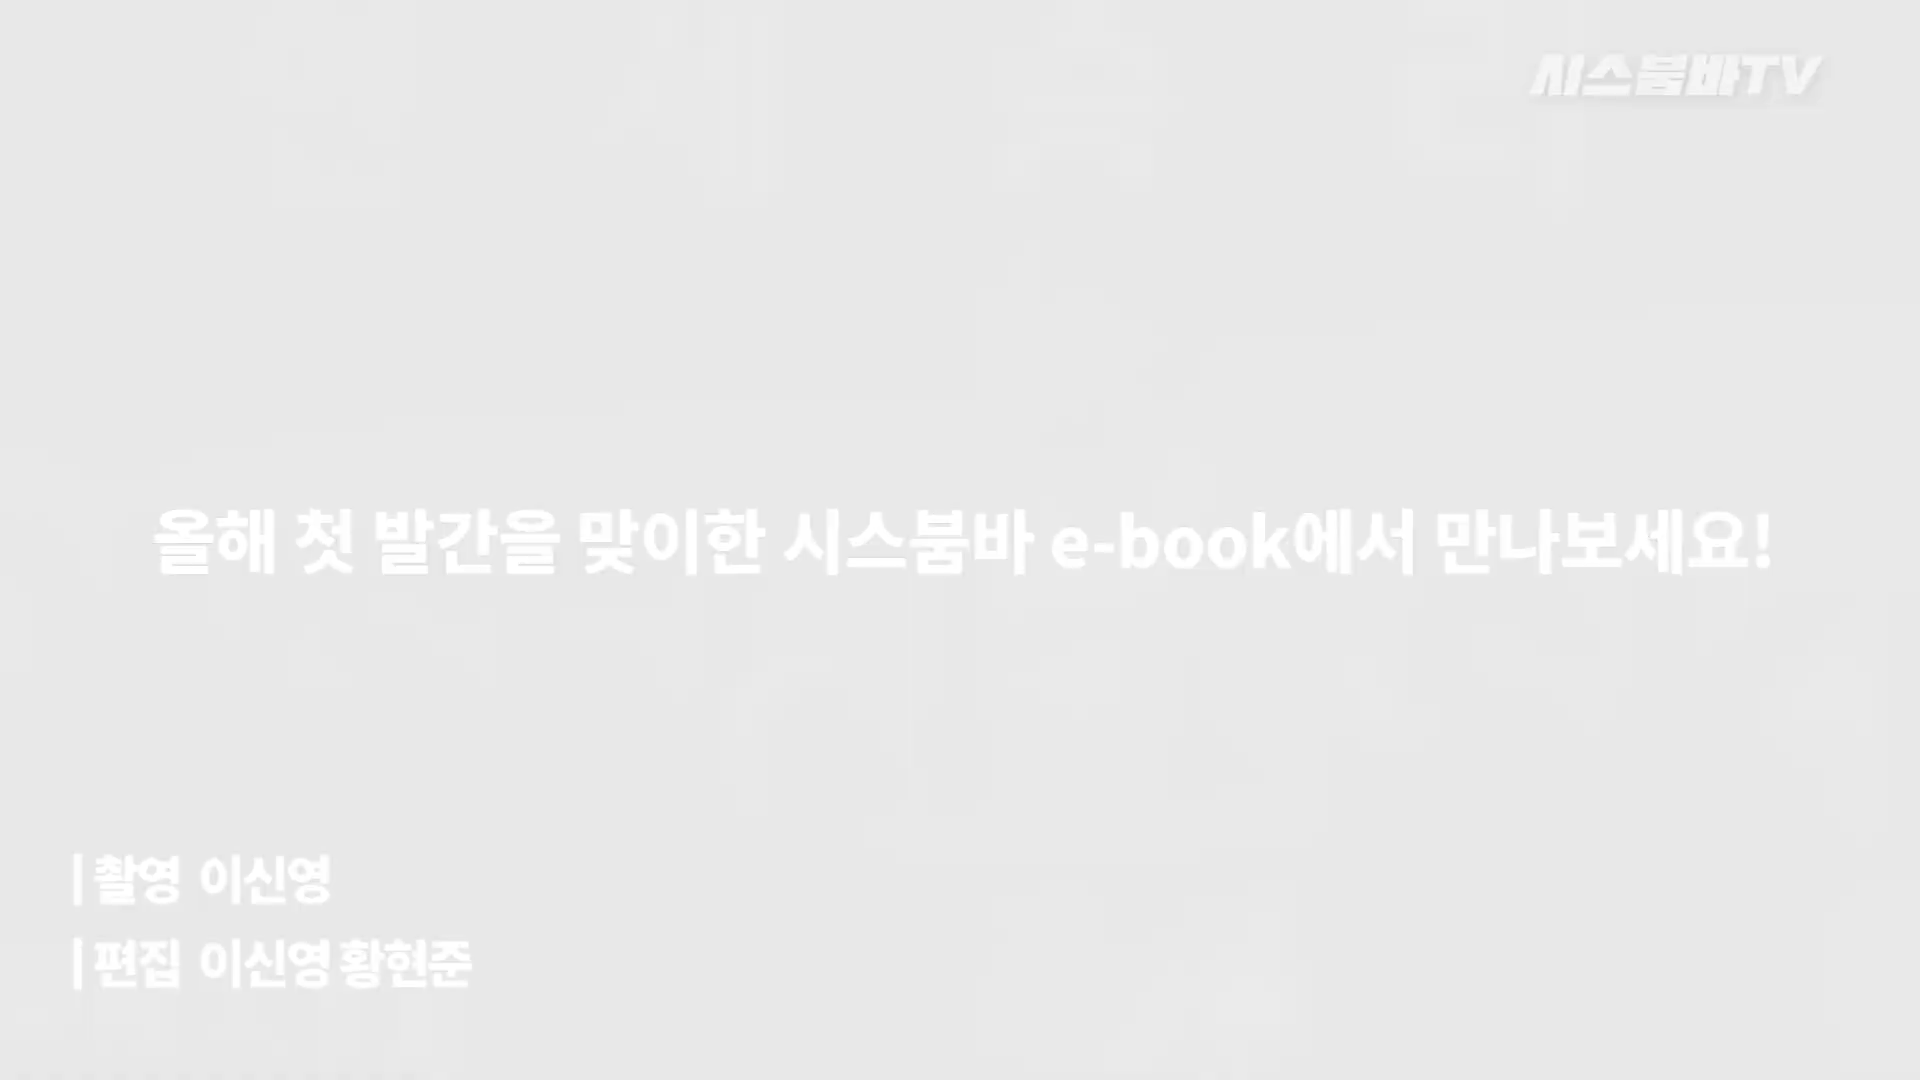 시스붐바TV
올해 첫 발간을 맞이한 시스붐바 e-book에서 만나보세요!
| 촬영 이신영
| 편집 이신영 황현준